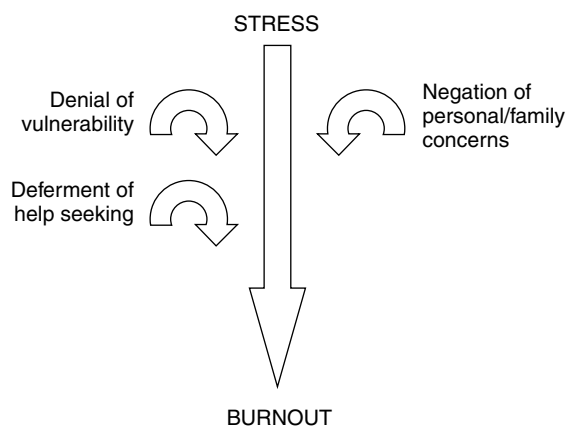 STRESS
Denial of
vulnerability
Negation of
personal/family
concerns
Deferment of
help seeking
BURNOUT